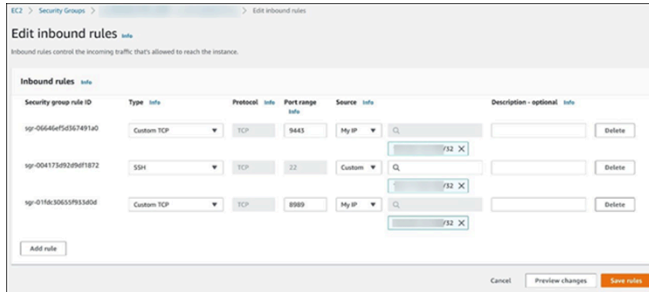 EC2 > Security Groups > > Edit inbound rules
Edit inbound rules Info
Inbound rules control the incoming traffic that's allowed to reach the instance.
Inbound rules Info
Security group rule ID Type Info Protocol Info Port range Info Source Info Description - optional Info
sgr-06646ef5d367491a0 Custom TCP TCP 9443 My IP Delete
/32 X
sgr-004173d92d9df1872 SSH TCP 22 Custom Delete
/32 X
sgr-01fdc30655f933d0d Custom TCP TCP 8989 My IP Delete
/32 X
Add rule
Cancel Preview changes Save rules